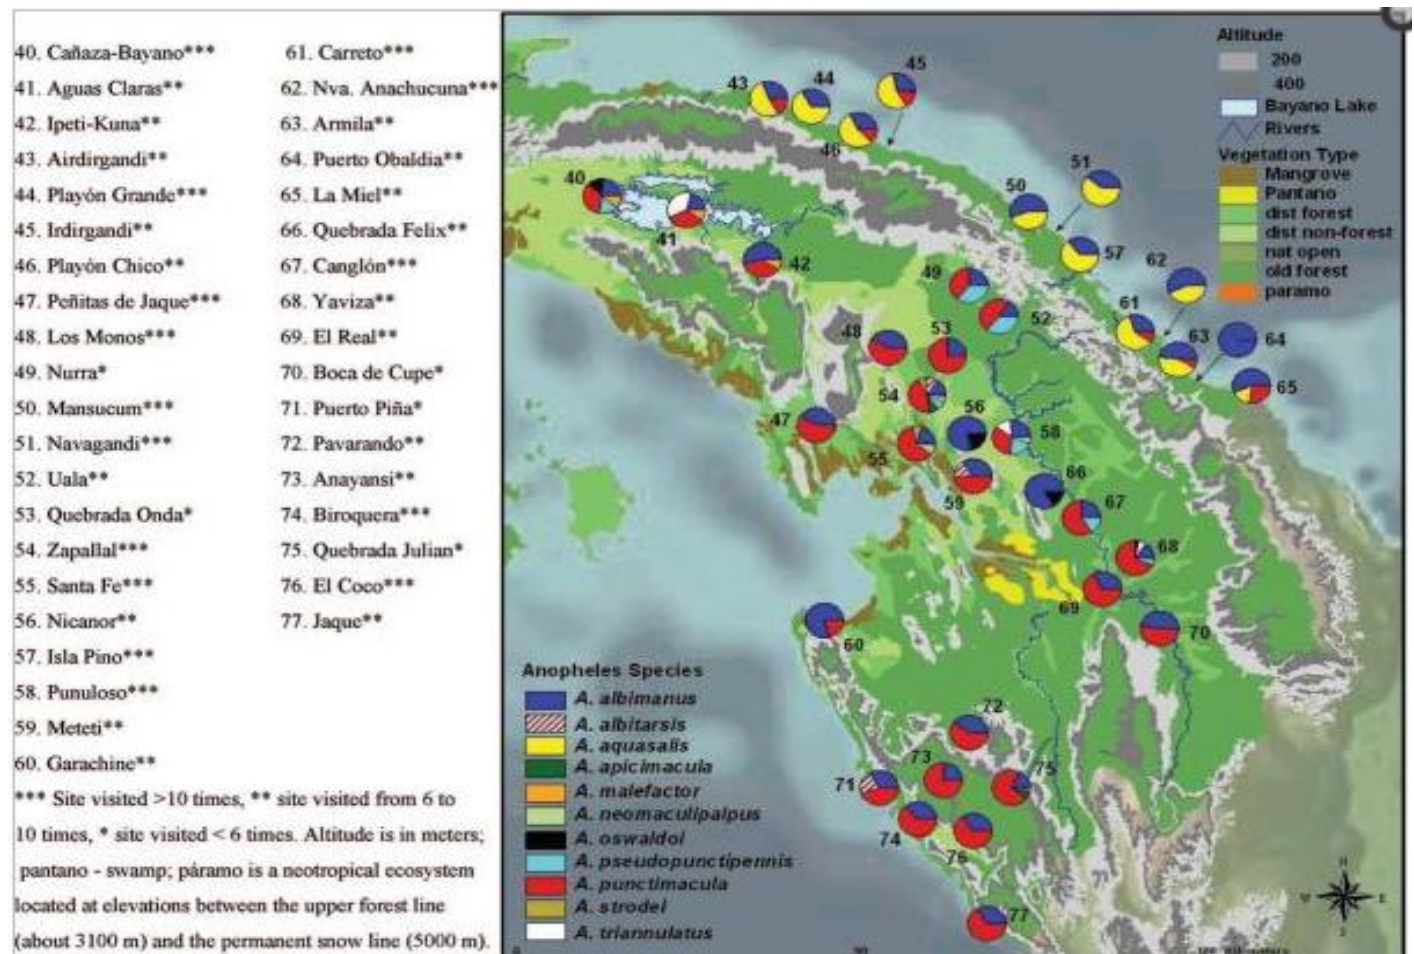 40. Cañaza-Bayano***
41. Aguas Claras**
42. Ipeti-Kuna**
43. Airdirgandi**
44. Playón Grande***
45. Irdirgandi**
46. Playón Chico**
47. Peñitas de Jaque***
48. Los Monos***
49. Nurra*
50. Mansucum***
51. Navagandi***
52. Uala**
53. Quebrada Onda*
54. Zapallal***
55. Santa Fe***
56. Nicanor**
57. Isla Pino***
58. Punuloso***
59. Meteti**
60. Garachine**
61. Carreto***
62. Nva. Anachucuna***
63. Armila**
64. Puerto Obaldia**
65. La Miel**
66. Quebrada Felix**
67. Canglón***
68. Yaviza**
69. El Real**
70. Boca de Cupe*
71. Puerto Piña*
72. Pavarando**
73. Anayansi**
74. Biroquera***
75. Quebrada Julian*
76. El Coco***
77. Jaque**
*** Site visited >10 times, ** site visited from 6 to
10 times, * site visited < 6 times. Altitude is in meters;
pantano - swamp; páramo is a neotropical ecosystem
located at elevations between the upper forest line
(about 3100 m) and the permanent snow line (5000 m).
Altitude
200
400
Bayano Lake
Rivers
Vegetation Type
Mangrove
Pantano
dist forest
dist non-forest
nat open
old forest
paramo
43
44
45
46
40
41
42
50
51
57
49
52
62
61
63
64
65
48
53
54
47
56
58
55
59
66
67
68
69
60
70
72
73
75
71
74
76
77
Anopheles Species
A. albimanus
A. albitarsis
A. aquasalis
A. apicimacula
A. malefactor
A. neomaculipalpus
A. oswaldoi
A. pseudopunctipennis
A. punctimacula
A. strodel
A. triannulatus
N
E
0